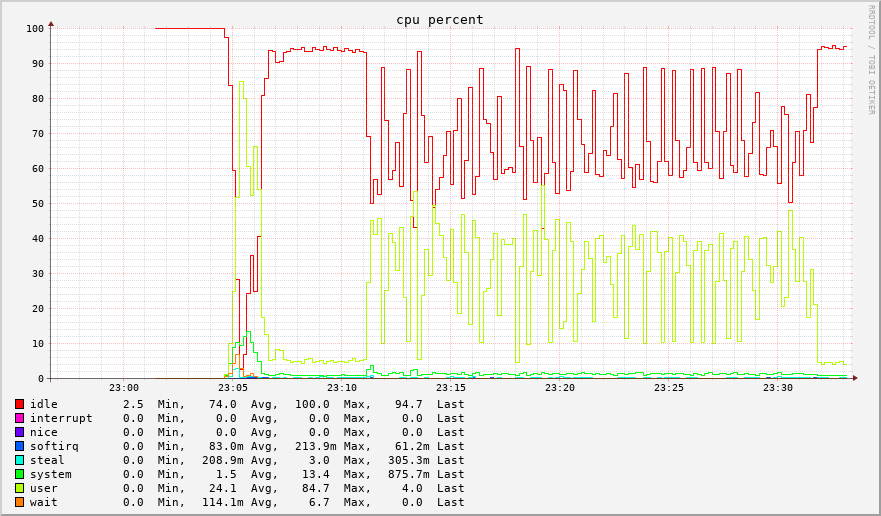 cpu percent
RRDTOOL / TOBI OETIKER
100
90
80
70
60
50
40
30
20
10
0
23:00 23:05 23:10 23:15 23:20 23:25 23:30
idle 2.5 Min, 74.0 Avg, 100.0 Max, 94.7 Last
interrupt 0.0 Min, 0.0 Avg, 0.0 Max, 0.0 Last
nice 0.0 Min, 0.0 Avg, 0.0 Max, 0.0 Last
softirq 0.0 Min, 83.0m Avg, 213.9m Max, 61.2m Last
steal 0.0 Min, 208.9m Avg, 3.0 Max, 305.3m Last
system 0.0 Min, 1.5 Avg, 13.4 Max, 875.7m Last
user 0.0 Min, 24.1 Avg, 84.7 Max, 4.0 Last
wait 0.0 Min, 114.1m Avg, 6.7 Max, 0.0 Last